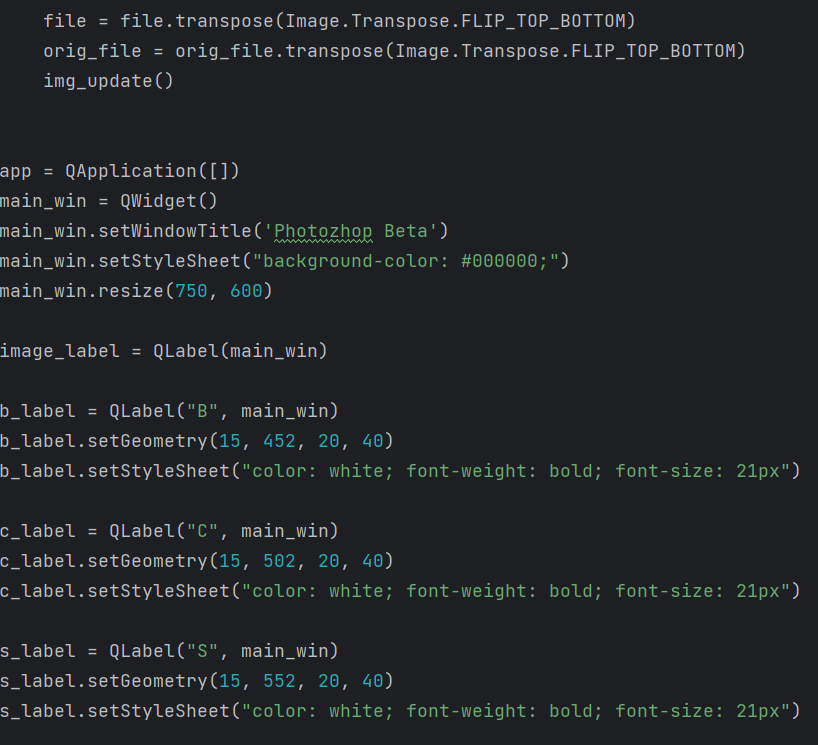 file = file.transpose(Image.Transpose.FLIP_TOP_BOTTOM)
orig_file = orig_file.transpose(Image.Transpose.FLIP_TOP_BOTTOM)
img_update()
app = QApplication([])
main_win = QWidget()
main_win.setWindowTitle('Photozhop Beta')
main_win.setStyleSheet("background-color: #000000;")
main_win.resize(750, 600)
image_label = QLabel(main_win)
b_label = QLabel("B", main_win)
b_label.setGeometry(15, 452, 20, 40)
b_label.setStyleSheet("color: white; font-weight: bold; font-size: 21px")
c_label = QLabel("C", main_win)
c_label.setGeometry(15, 502, 20, 40)
c_label.setStyleSheet("color: white; font-weight: bold; font-size: 21px")
s_label = QLabel("S", main_win)
s_label.setGeometry(15, 552, 20, 40)
s_label.setStyleSheet("color: white; font-weight: bold; font-size: 21px")